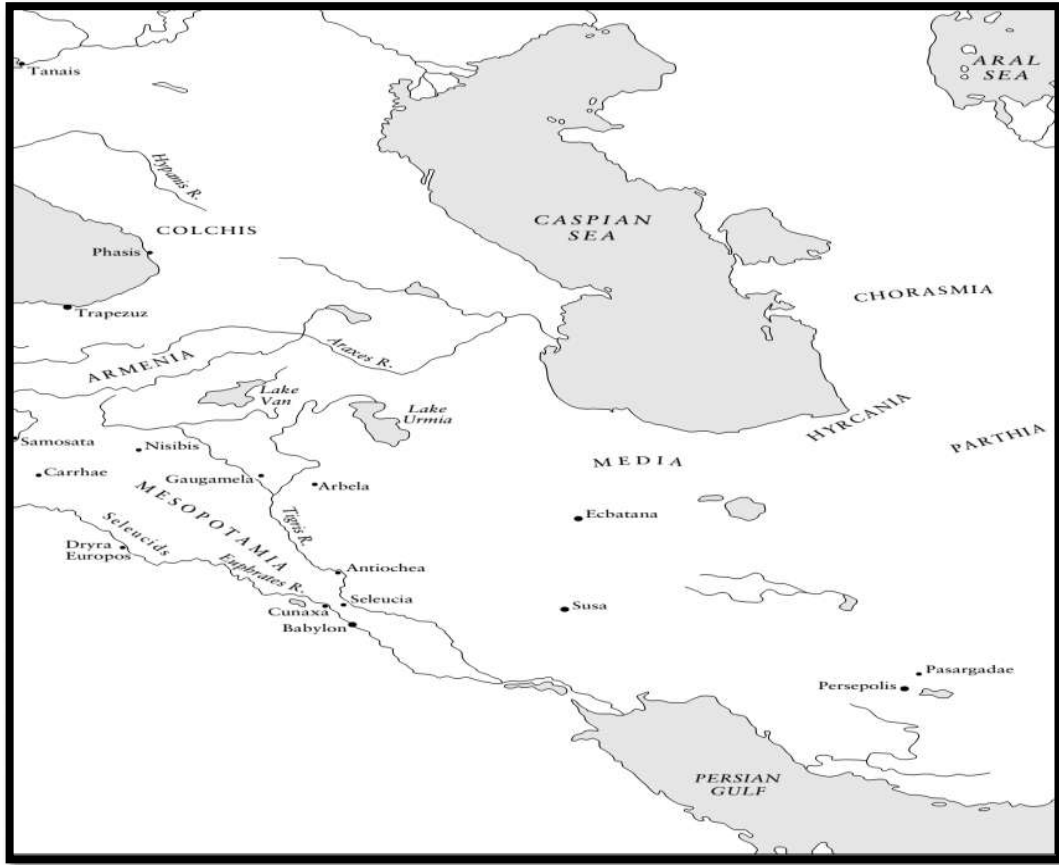 Tanais
ARAL
SEA
Hypanis R.
COLCHIS
CASPIAN
SEA
Phasis
CHORASMIA
Trapezuz
Araxes R.
ARMENIA
Lake
Van
Lake
Urmia
HYRCANIA
PARTHIA
Samosata
Nisibis
MEDIA
Carrhae
Gaugamela
Arbela
MESOPOTAMIA
Tigris R.
Ecbatana
Seleucids
Dryra
Europos
Euphrates R.
Antiochea
Seleucia
Cunaxa
Susa
Babylon
Pasargadae
Persepolis
PERSIAN
GULF